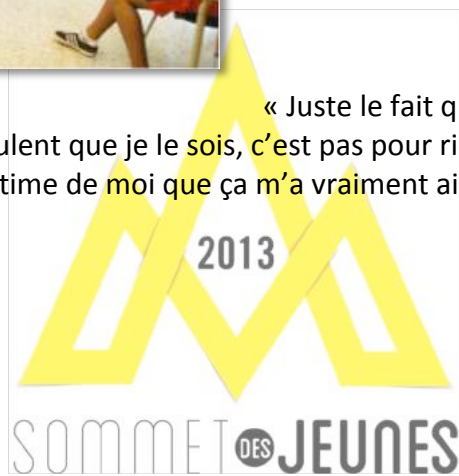 « Juste le fait q
ulent que je le sois, c’est pas pour ri
time de moi que ça m’a vraiment ai
2013
SOMMET DES JEUNES